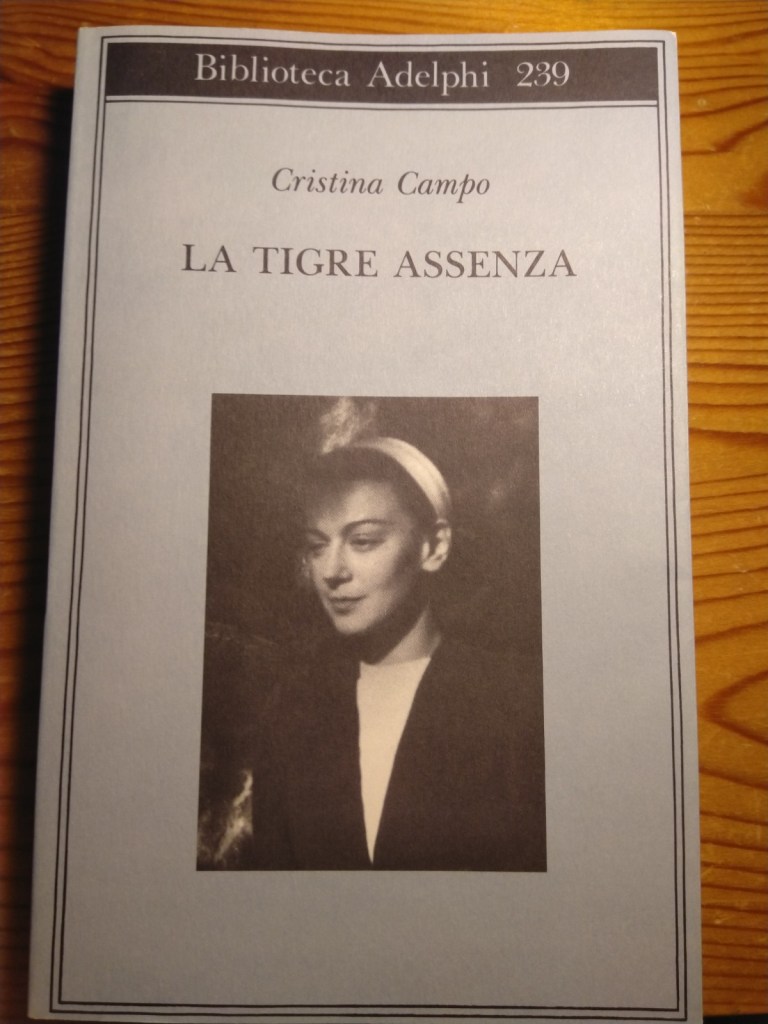 Biblioteca Adelphi 239
Cristina Campo
LA TIGRE ASSENZA